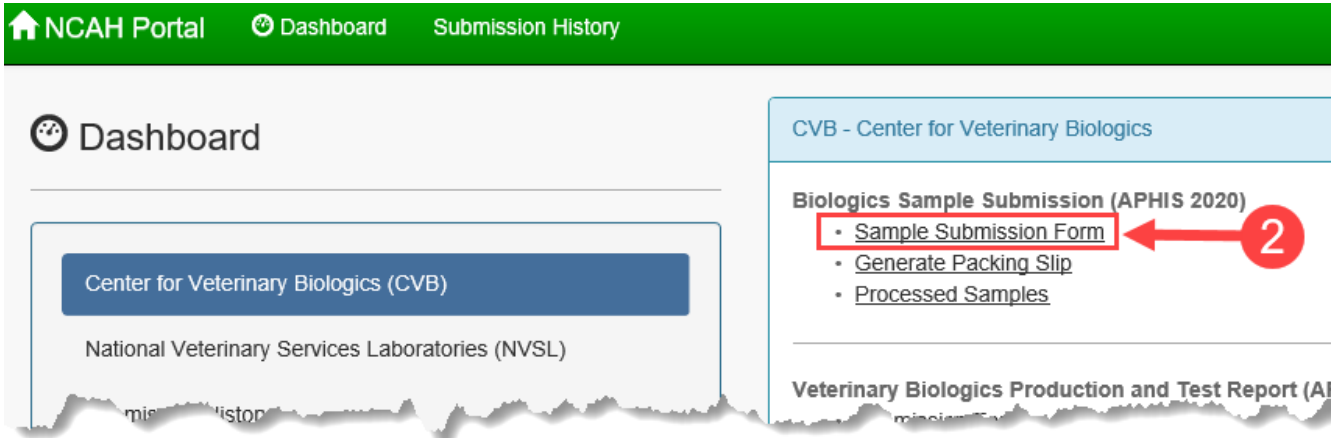 NCAH Portal Dashboard Submission History
Dashboard
Center for Veterinary Biologics (CVB)
National Veterinary Services Laboratories (NVSL)
CVB - Center for Veterinary Biologics
Biologics Sample Submission (APHIS 2020)
• Sample Submission Form
2
• Generate Packing Slip
• Processed Samples
Veterinary Biologics Production and Test Report (AP